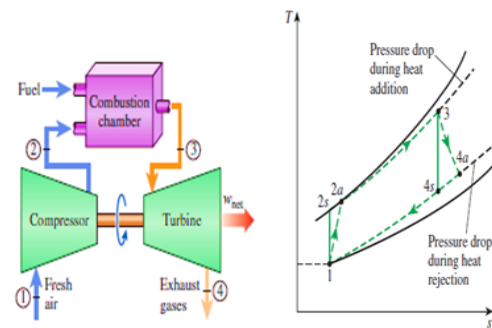 Fuel
Combustion
chamber
②
③
Compressor
Turbine
w_net
①
Fresh
air
Exhaust
gases
④
T
Pressure drop
during heat
addition
3
2a
2s
4a
4s
Pressure drop
during heat
rejection
1
s